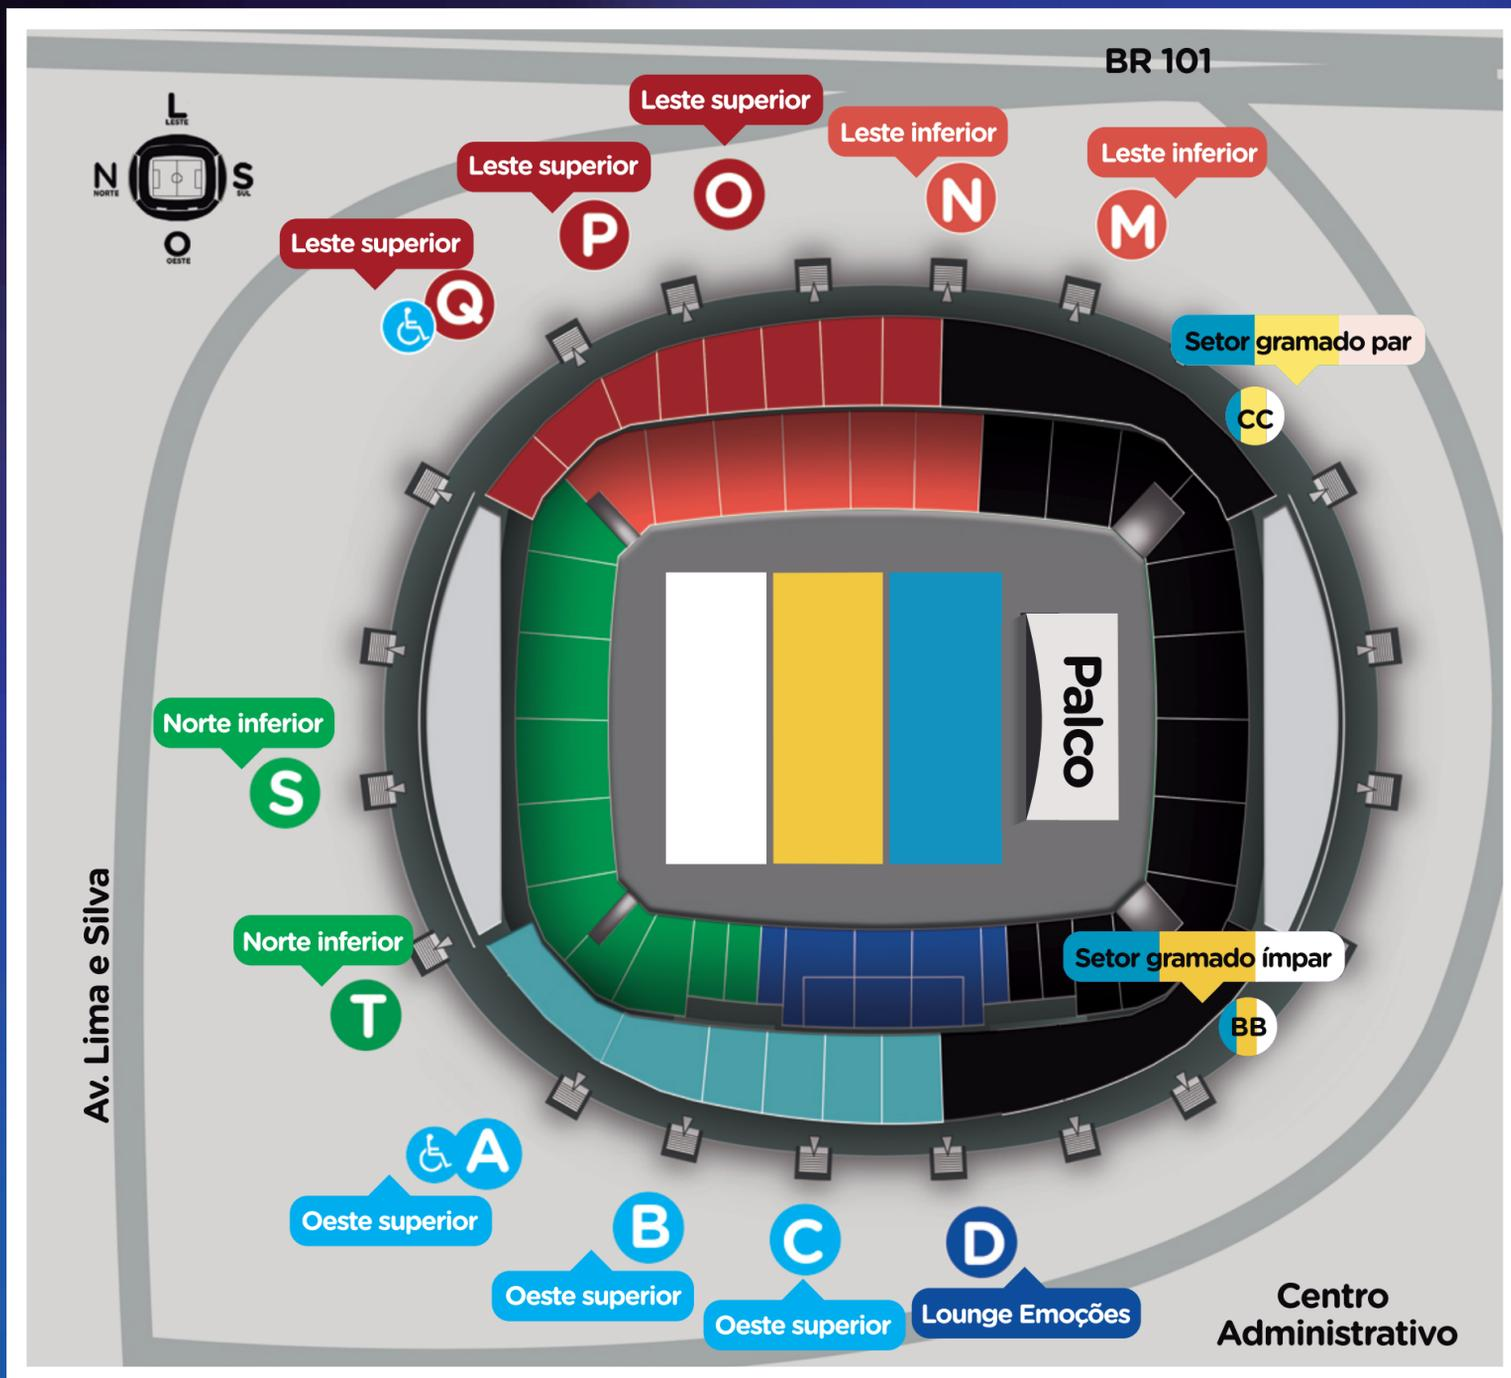 BR 101
L
LESTE
N
NORTE
S
SUL
O
OESTE
Leste superior
O
Leste inferior
N
Leste inferior
M
Leste superior
P
Leste superior
Q
Setor gramado par
CC
Palco
Norte inferior
S
Norte inferior
T
Av. Lima e Silva
Setor gramado ímpar
BB
A
Oeste superior
B
Oeste superior
C
Oeste superior
D
Lounge Emoções
Centro
Administrativo